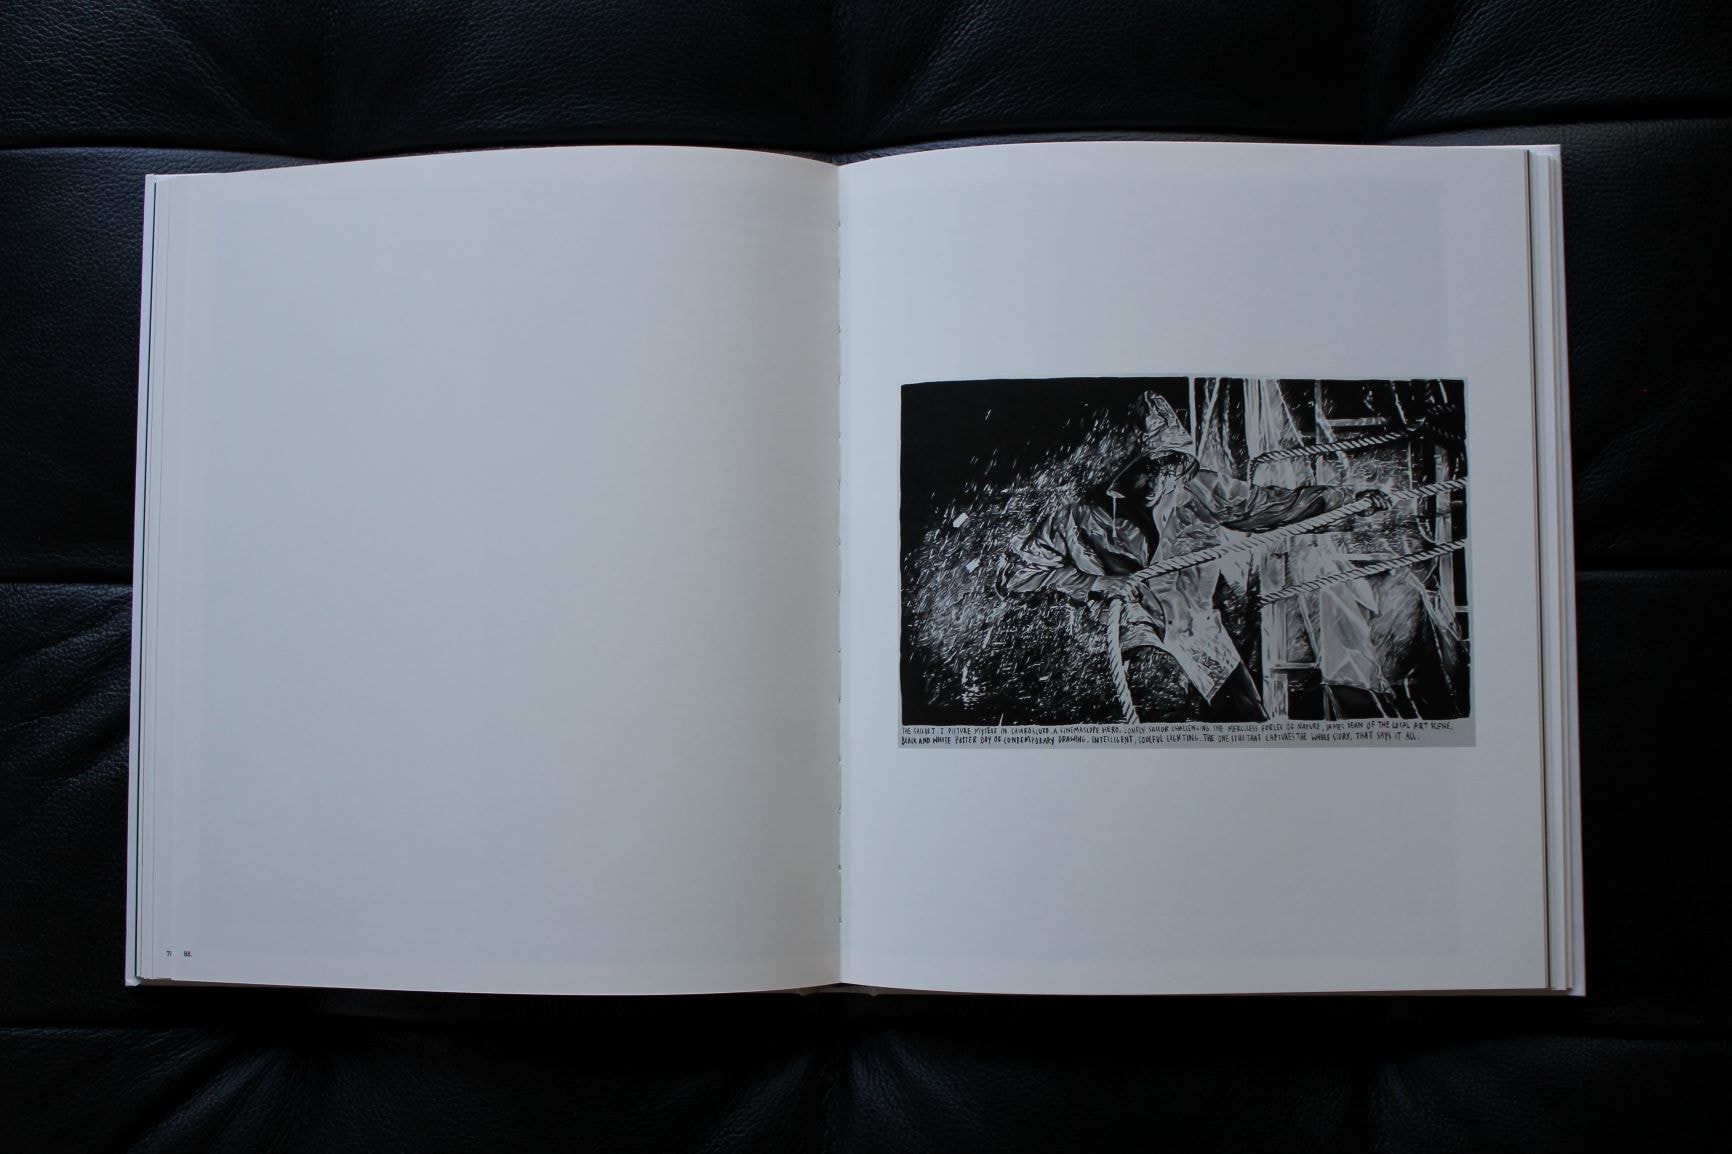 THE SAILOR I. I PICTURE MYSELF IN CHIAROSCURO. A CINEMASCOPE HERO, LONELY SAILOR CHALLENGING THE MERCILESS FORCES OF NATURE, JAMES DEAN OF THE LOCAL ART SCENE,
BLACK AND WHITE POSTER BOY OF CONTEMPORARY DRAWING, INTELLIGENT, SOULFUL LIGHTING. THE ONE STILL THAT CAPTURES THE WHOLE STORY, THAT SAYS IT ALL.
71 88.